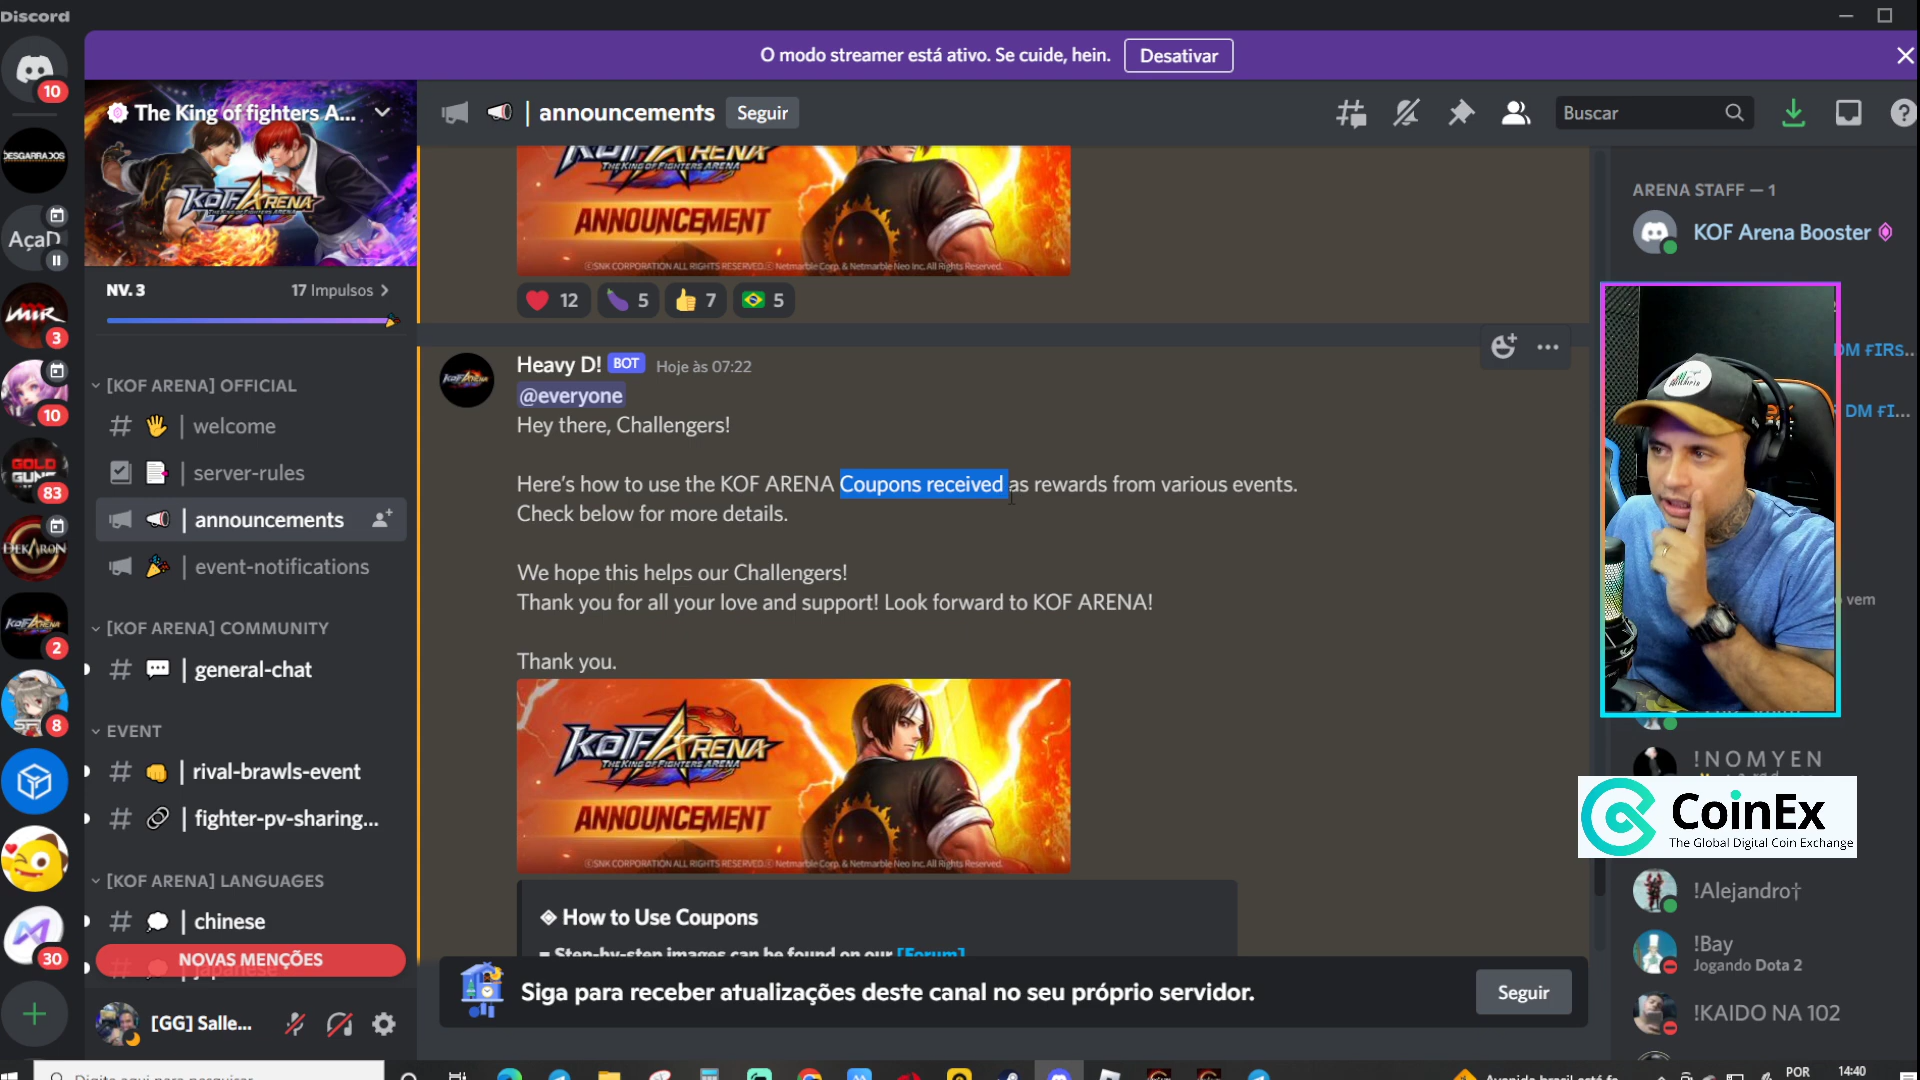 Discord
O modo streamer está ativo. Se cuide, hein.
Desativar
The King of fighters A...
| announcements
Seguir
Buscar
KOF ARENA
NV. 3
17 Impulsos
[KOF ARENA] OFFICIAL
| welcome
| server-rules
| announcements
| event-notifications
[KOF ARENA] COMMUNITY
| general-chat
EVENT
| rival-brawls-event
| fighter-pv-sharing...
[KOF ARENA] LANGUAGES
| chinese
NOVAS MENÇÕES
[GG] Salle...
10
DESGARRADOS
AçaD
MIR
3
10
GOLD
83
DEKARON
KOF ARENA
2
8
30
THE KING OF FIGHTERS ARENA
ANNOUNCEMENT
ⓒSNK CORPORATION ALL RIGHTS RESERVED.ⓒ Netmarble Corp. & Netmarble Neo Inc. All Rights Reserved.
12
5
7
5
Heavy D! BOT Hoje às 07:22
@everyone
Hey there, Challengers!
Here's how to use the KOF ARENA Coupons received as rewards from various events.
Check below for more details.
We hope this helps our Challengers!
Thank you for all your love and support! Look forward to KOF ARENA!
Thank you.
KOF ARENA
THE KING OF FIGHTERS ARENA
ANNOUNCEMENT
ⓒSNK CORPORATION ALL RIGHTS RESERVED.ⓒ Netmarble Corp. & Netmarble Neo Inc. All Rights Reserved.
How to Use Coupons
Step-by-step images can be found on our [Forum]
Siga para receber atualizações deste canal no seu próprio servidor.
Seguir
ARENA STAFF — 1
KOF Arena Booster
DM FIRs..
DM FI...
vem
!NOMYEN
CoinEx
The Global Digital Coin Exchange
!Alejandro†
!Bay
Jogando Dota 2
!KAIDO NA 102
Digite aqui para pesquisar
POR
14:40